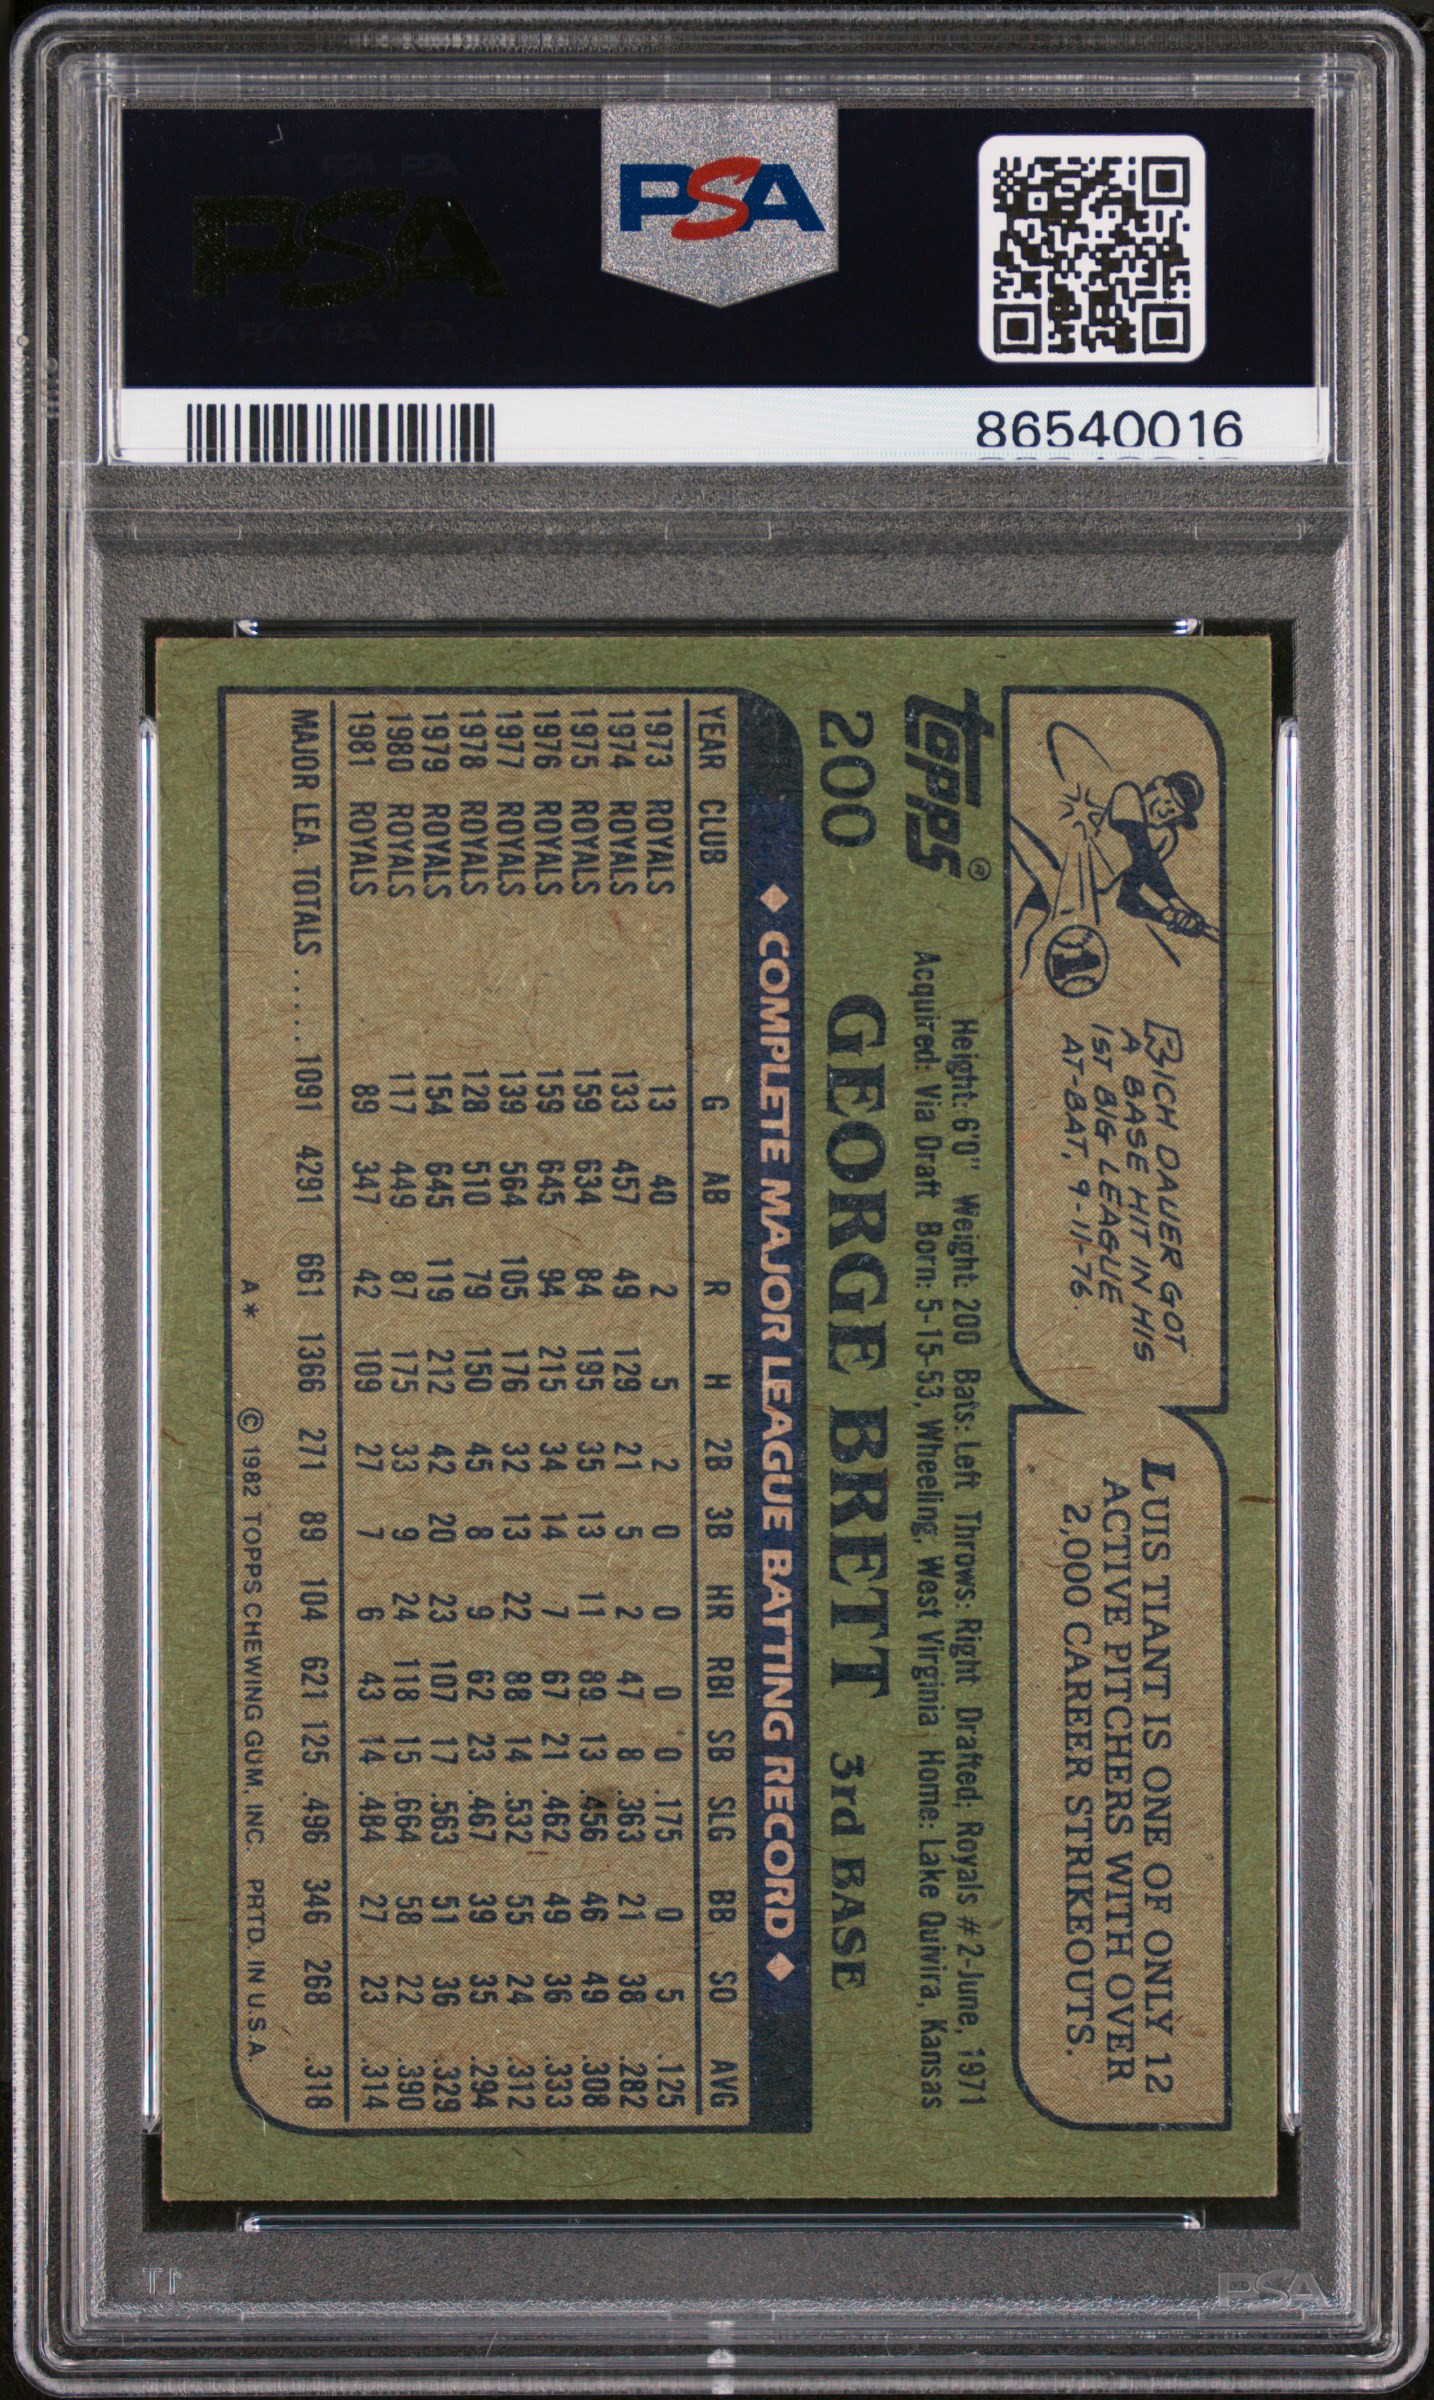 PSA
PSA
86540016
RICH DAUER GOT
A BASE HIT IN HIS
1ST BIG LEAGUE
AT-BAT, 9-11-76.
LUIS TIANT IS ONE OF ONLY 12
ACTIVE PITCHERS WITH OVER
2,000 CAREER STRIKEOUTS.
TOPPS®
Height: 6'0" Weight: 200 Bats: Left Throws: Right Drafted: Royals #2-June, 1971
Acquired: Via Draft Born: 5-15-53, Wheeling, West Virginia Home: Lake Quivira, Kansas
200 GEORGE BRETT 3rd BASE
◆ COMPLETE MAJOR LEAGUE BATTING RECORD ◆
YEAR CLUB G AB R H 2B 3B HR RBI SB SLG BB SO AVG
1973 ROYALS 13 40 2 5 2 0 0 0 0 .175 0 5 .125
1974 ROYALS 133 457 49 129 21 5 2 47 8 .363 21 38 .282
1975 ROYALS 159 634 84 195 35 13 11 89 13 .456 46 49 .308
1976 ROYALS 159 645 94 215 34 14 7 67 21 .462 49 36 .333
1977 ROYALS 139 564 105 176 32 13 22 88 14 .532 55 24 .312
1978 ROYALS 128 510 79 150 45 8 9 62 23 .467 39 35 .294
1979 ROYALS 154 645 119 212 42 20 23 107 17 .563 51 36 .329
1980 ROYALS 117 449 87 175 33 9 24 118 15 .664 58 22 .390
1981 ROYALS 89 347 42 109 27 7 6 43 14 .484 27 23 .314
MAJOR LEA. TOTALS ..... 1091 4291 661 1366 271 89 104 621 125 .496 346 268 .318
A* © 1982 TOPPS CHEWING GUM, INC. PRTD. IN U.S.A.
PSA